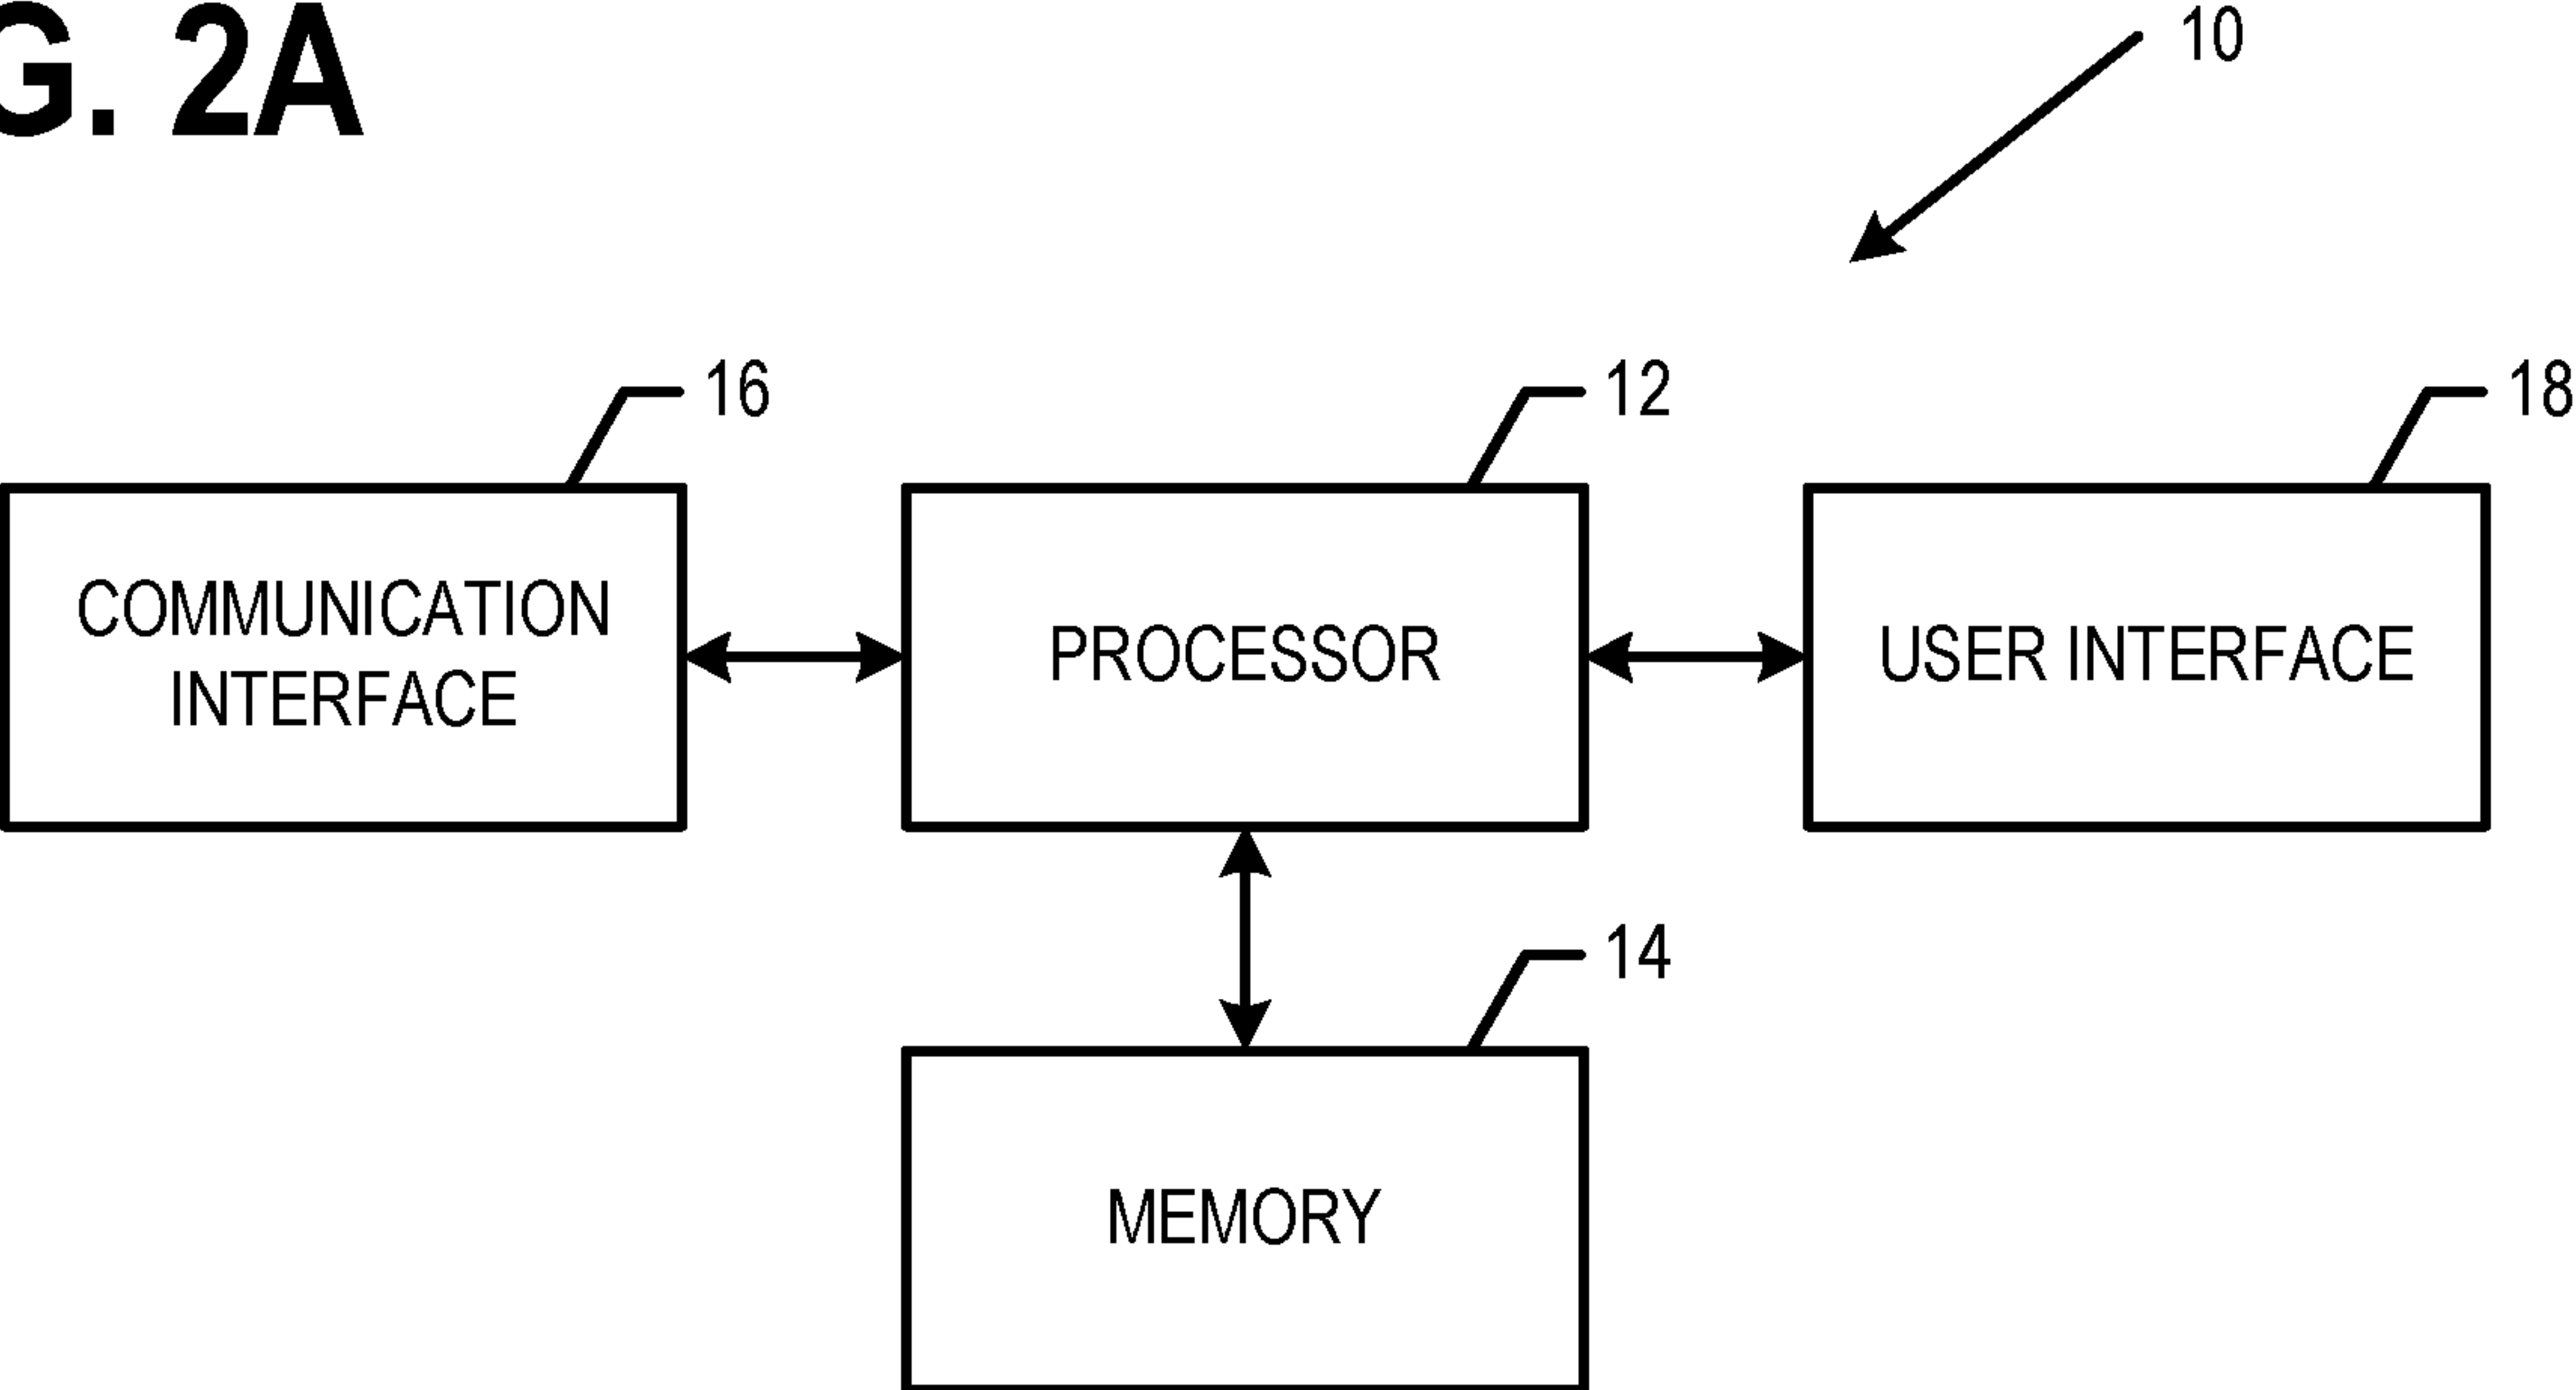 G. 2A
10
16
12
18
COMMUNICATION
INTERFACE
PROCESSOR
USER INTERFACE
14
MEMORY